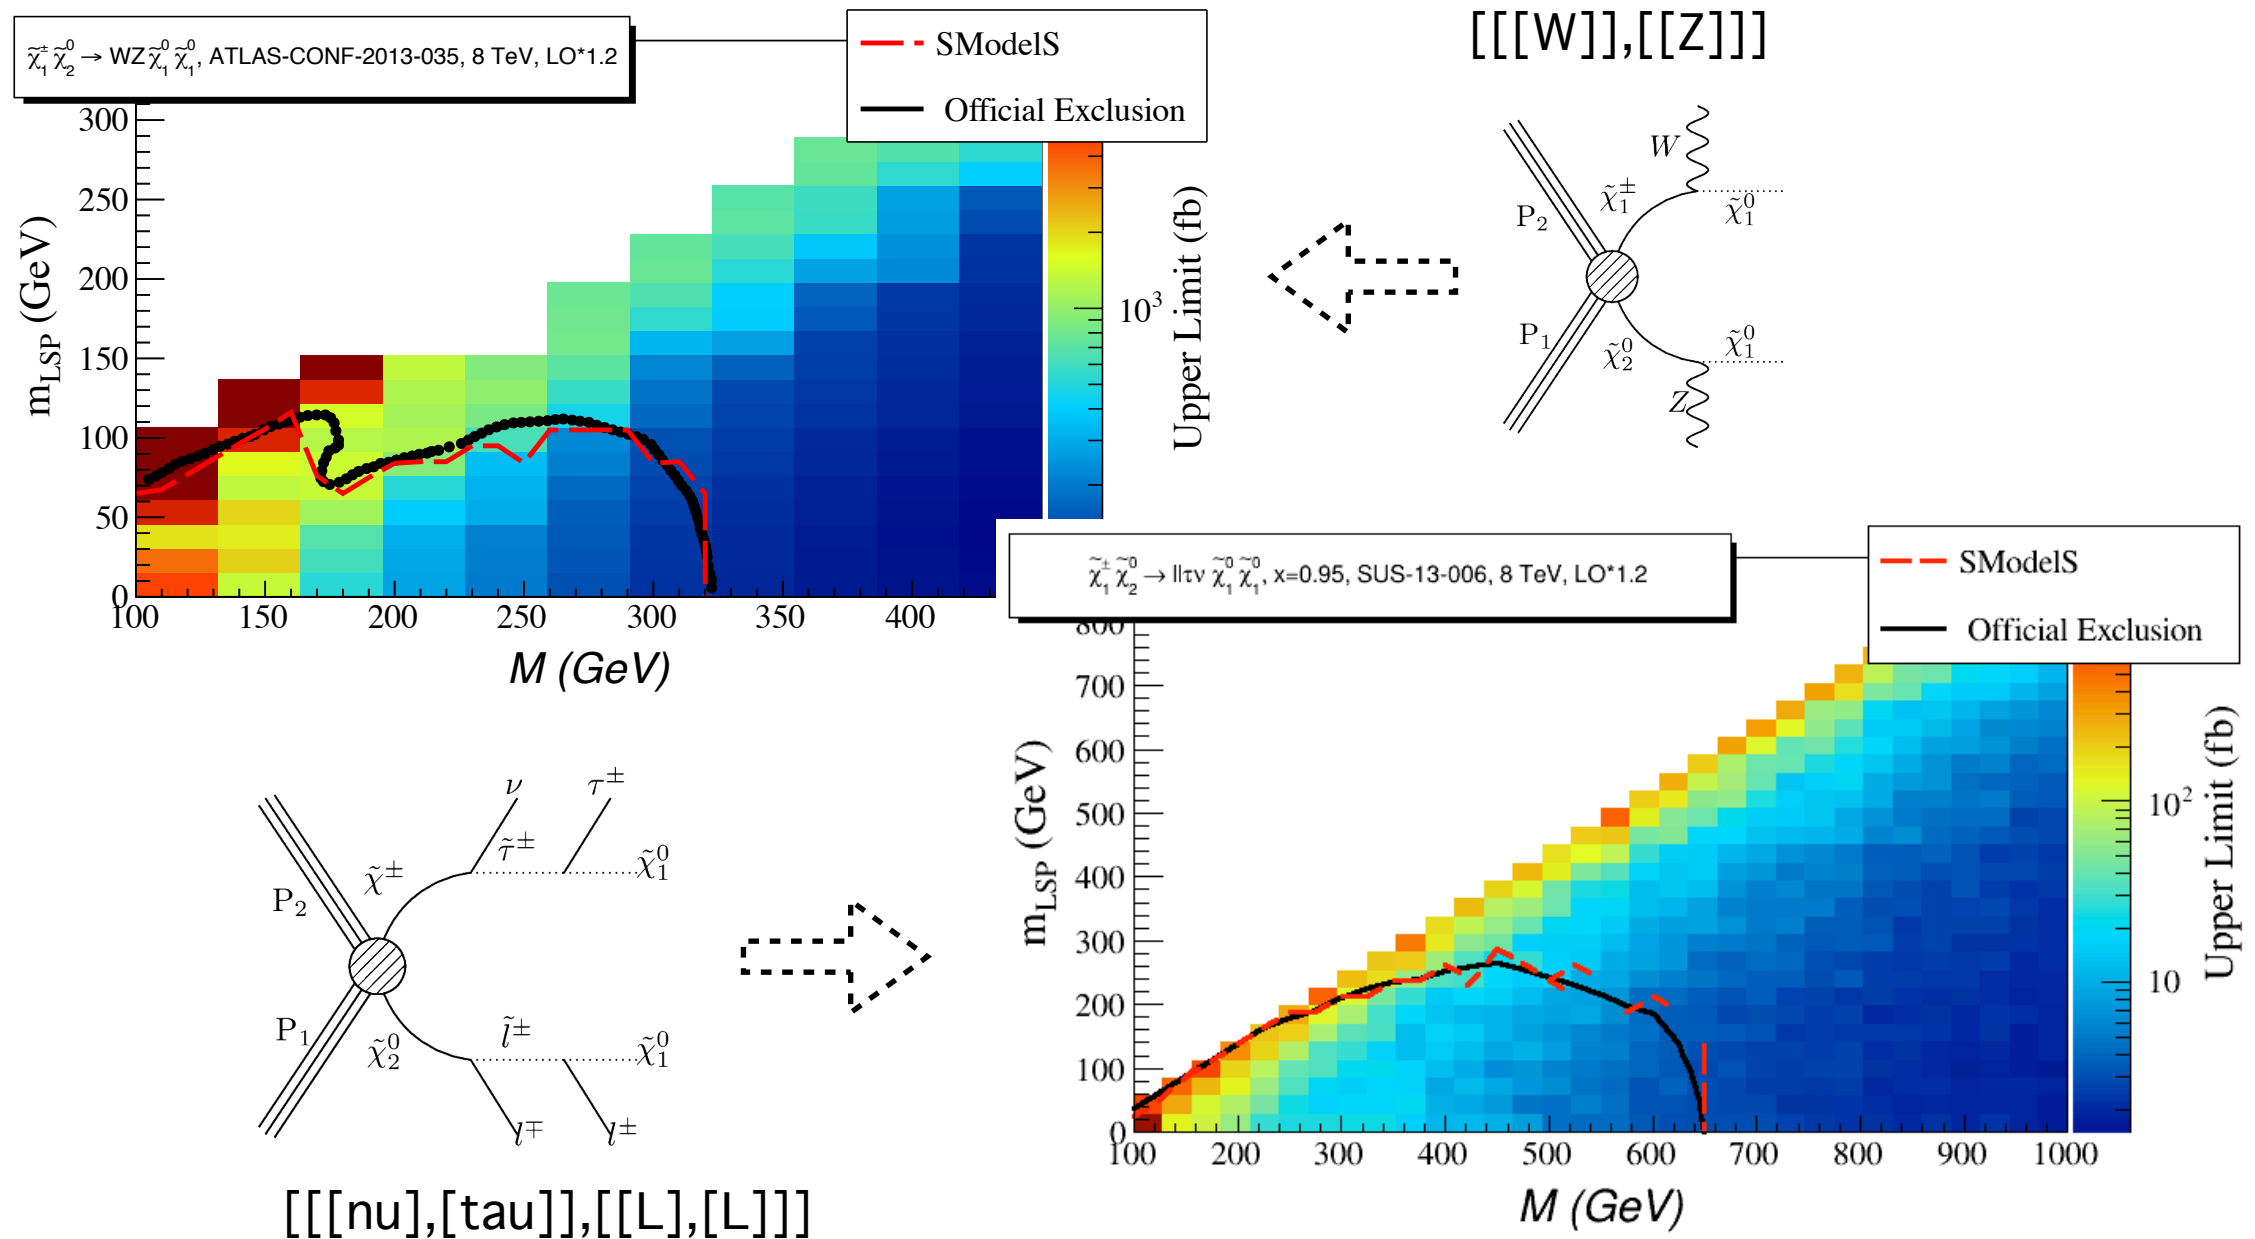 χ̃₁± χ̃₂⁰ → WZ χ̃₁⁰ χ̃₁⁰, ATLAS-CONF-2013-035, 8 TeV, LO*1.2
SModelS
Official Exclusion
300
250
200
150
100
50
0
m_LSP (GeV)
100 150 200 250 300 350 400
M (GeV)
10³
Upper Limit (fb)
[[[W]],[[Z]]]
W
χ̃₁±
χ̃₁⁰
P₂
P₁
χ̃₁⁰
χ̃₂⁰
Z
χ̃₁± χ̃₂⁰ → llτν χ̃₁⁰ χ̃₁⁰, x=0.95, SUS-13-006, 8 TeV, LO*1.2
SModelS
Official Exclusion
800
700
600
500
400
300
200
100
0
m_LSP (GeV)
100 200 300 400 500 600 700 800 900 1000
M (GeV)
10²
10
Upper Limit (fb)
ν τ±
τ̃±
χ̃₁⁰
χ̃±
P₂
P₁
l̃±
χ̃₁⁰
χ̃₂⁰
l∓ l±
[[[nu],[tau]],[[L],[L]]]